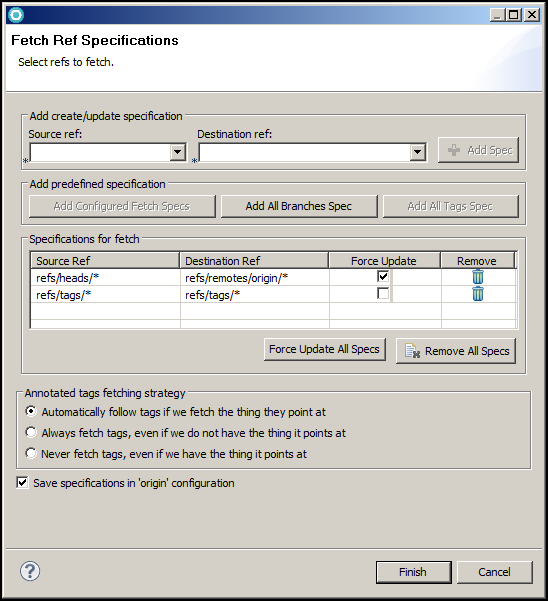 Fetch Ref Specifications
Select refs to fetch.
Add create/update specification
Source ref: Destination ref:
* * Add Spec
Add predefined specification
Add Configured Fetch Specs Add All Branches Spec Add All Tags Spec
Specifications for fetch
Source Ref Destination Ref Force Update Remove
refs/heads/* refs/remotes/origin/*
refs/tags/* refs/tags/*
Force Update All Specs Remove All Specs
Annotated tags fetching strategy
Automatically follow tags if we fetch the thing they point at
Always fetch tags, even if we do not have the thing it points at
Never fetch tags, even if we have the thing it points at
Save specifications in 'origin' configuration
? Finish Cancel